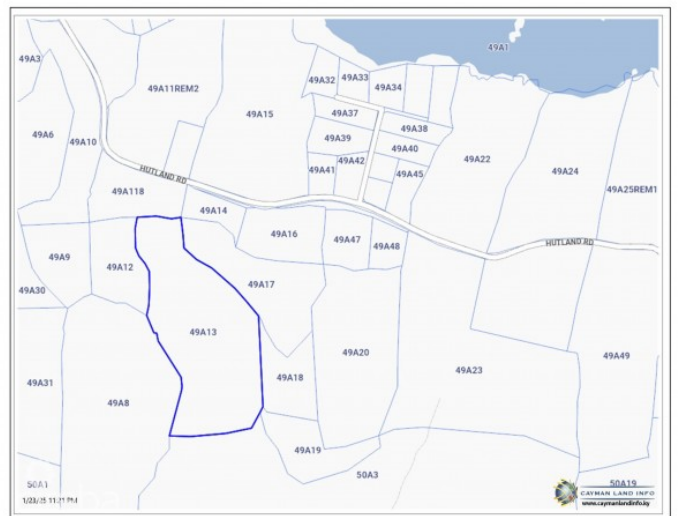 49A1
49A3
49A32
49A33
49A34
49A11REM2
49A15
49A37
49A38
49A6
49A10
49A39
49A40
49A42
49A41
49A45
49A22
49A24
49A25REM1
HUTLAND RD
49A118
49A14
49A16
49A47
49A48
HUTLAND RD
49A9
49A12
49A17
49A30
49A13
49A20
49A49
49A23
49A31
49A18
49A8
49A19
50A3
50A1
50A19
1/23/25 11:21 PM
CAYMAN LAND INFO
www.caymanlandinfo.ky